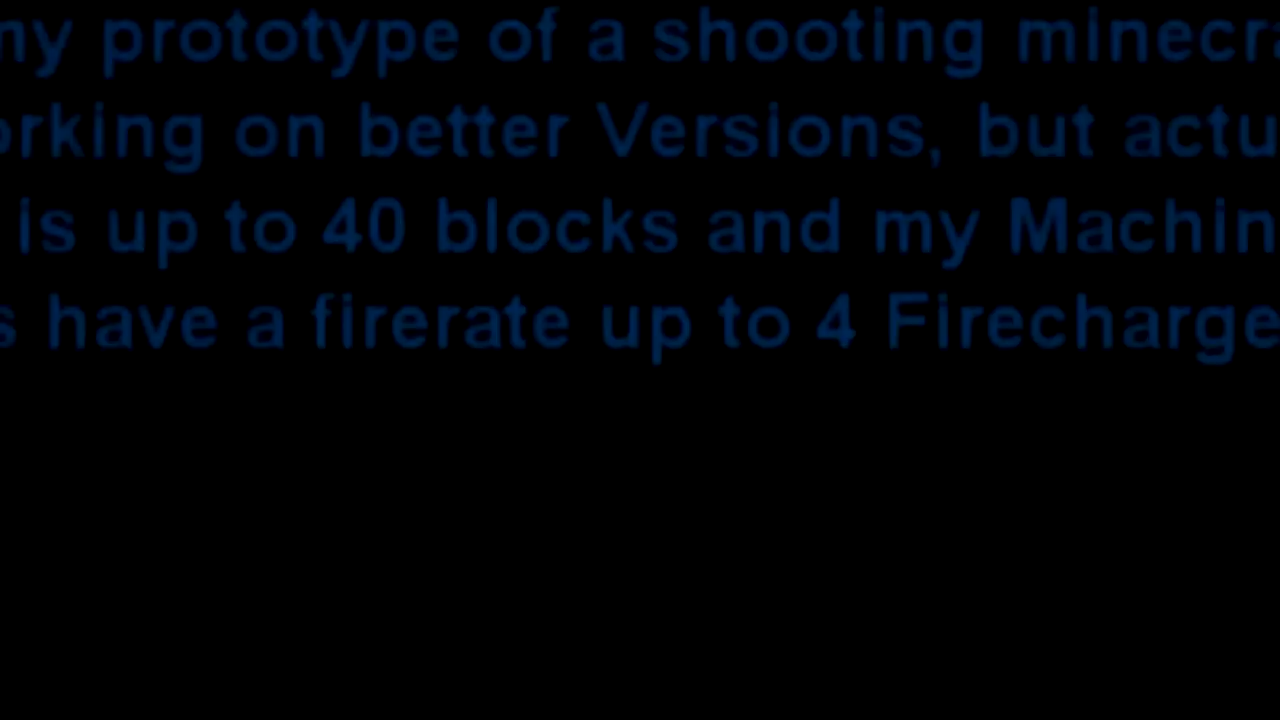 my prototype of a shooting minecra
orking on better Versions, but actu
is up to 40 blocks and my Machin
s have a firerate up to 4 Firecharge